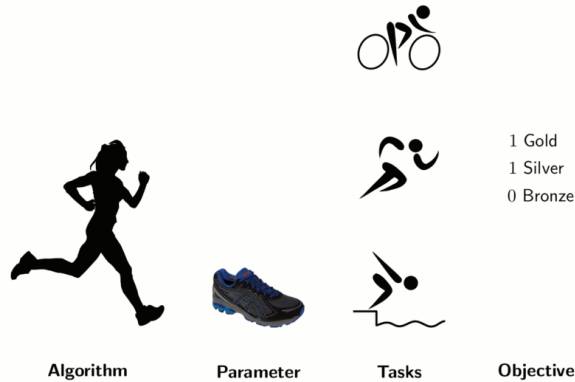 1 Gold
1 Silver
0 Bronze
Algorithm
Parameter
Tasks
Objective